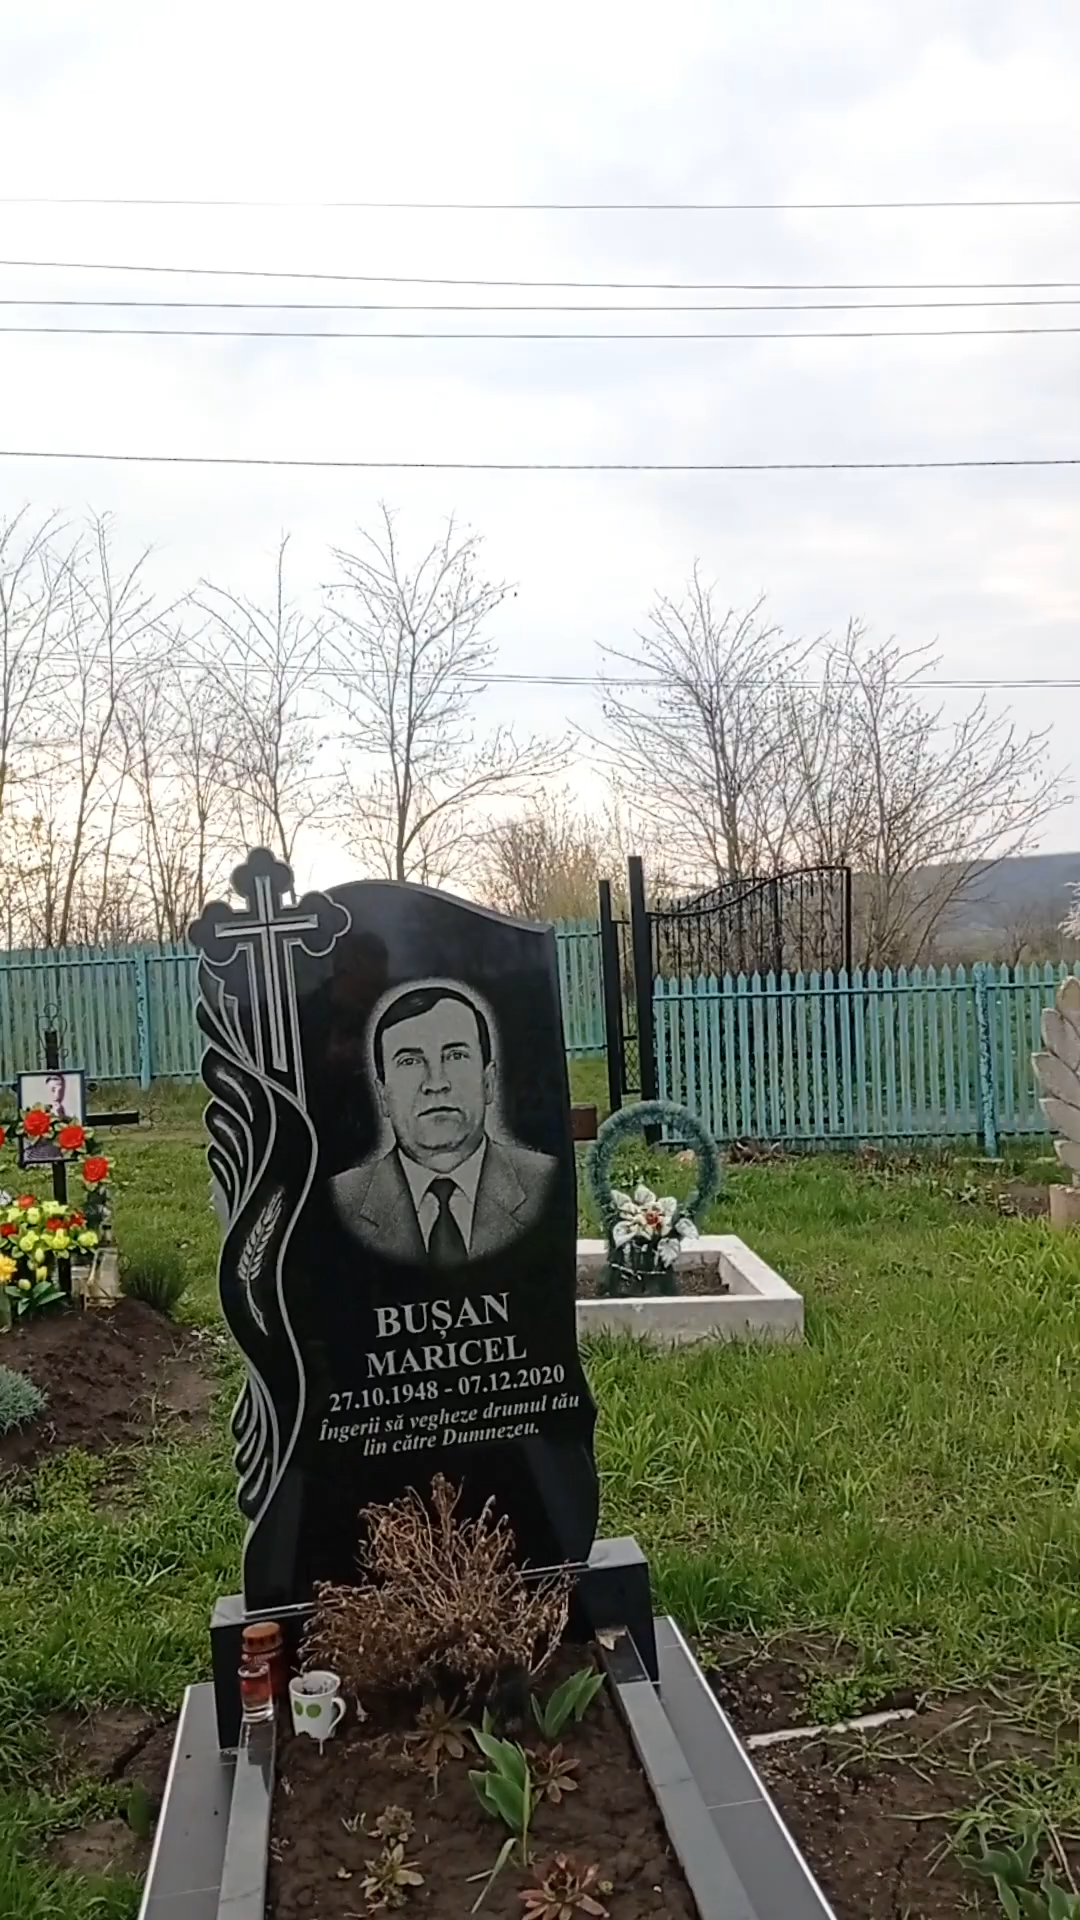 BUȘAN
MARICEL
27.10.1948 - 07.12.2020
Îngerii să vegheze drumul tău
lin către Dumnezeu.